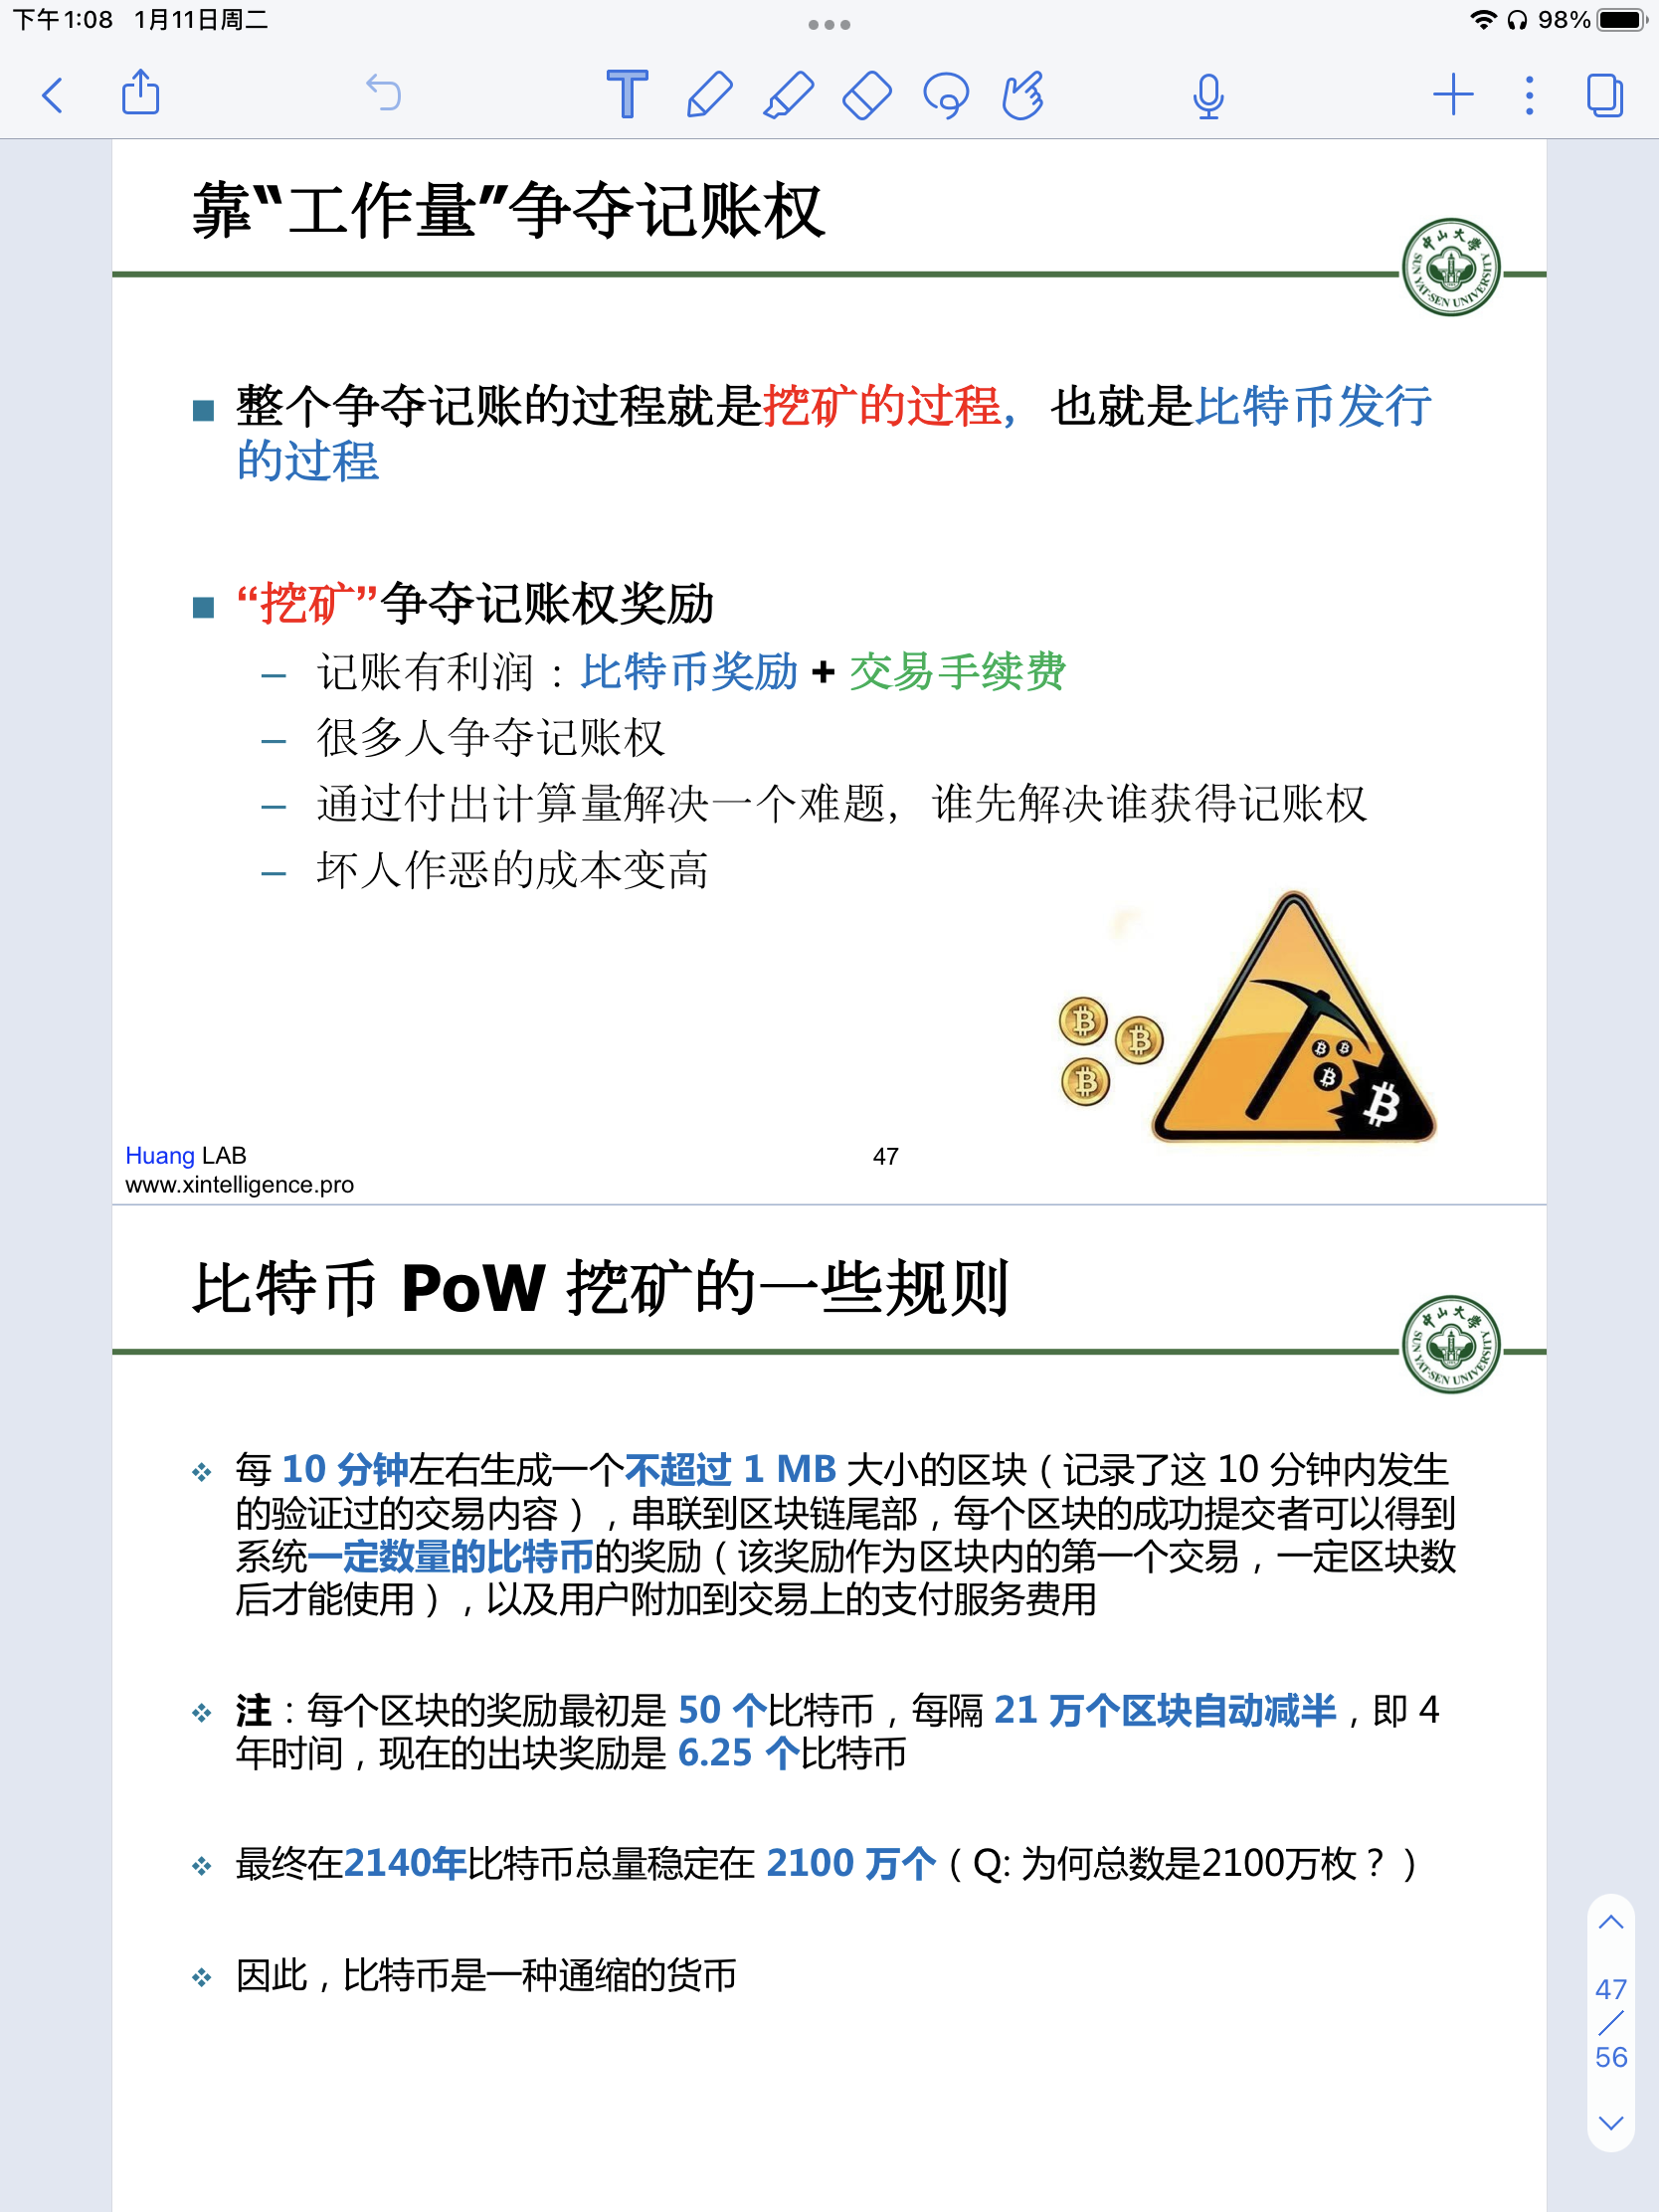 下午1:08 1月11日周二
98%
T
靠“工作量”争夺记账权
中山大学
SUN YAT-SEN UNIVERSITY
■ 整个争夺记账的过程就是挖矿的过程，也就是比特币发行
的过程
■ “挖矿”争夺记账权奖励
– 记账有利润：比特币奖励 + 交易手续费
– 很多人争夺记账权
– 通过付出计算量解决一个难题，谁先解决谁获得记账权
– 坏人作恶的成本变高
Huang LAB
47
www.xintelligence.pro
比特币 PoW 挖矿的一些规则
中山大学
SUN YAT-SEN UNIVERSITY
❖ 每 10 分钟左右生成一个不超过 1 MB 大小的区块（记录了这 10 分钟内发生
的验证过的交易内容），串联到区块链尾部，每个区块的成功提交者可以得到
系统一定数量的比特币的奖励（该奖励作为区块内的第一个交易，一定区块数
后才能使用），以及用户附加到交易上的支付服务费用
❖ 注：每个区块的奖励最初是 50 个比特币，每隔 21 万个区块自动减半，即 4
年时间，现在的出块奖励是 6.25 个比特币
❖ 最终在2140年比特币总量稳定在 2100 万个（Q: 为何总数是2100万枚？）
❖ 因此，比特币是一种通缩的货币
47
/
56